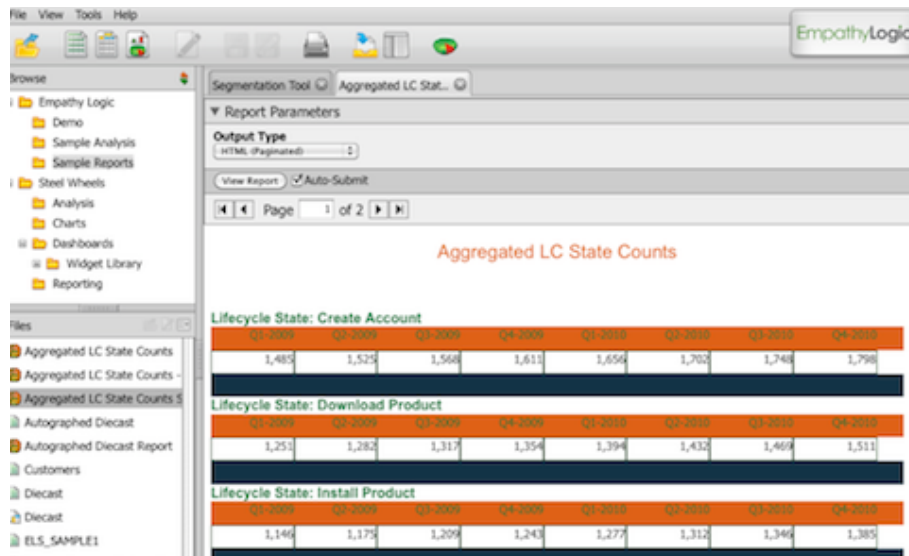 File View Tools Help
EmpathyLogic
Browse
Empathy Logic
Demo
Sample Analysis
Sample Reports
Steel Wheels
Analysis
Charts
Dashboards
Widget Library
Reporting
Files
Aggregated LC State Counts
Aggregated LC State Counts -
Aggregated LC State Counts S
Autographed Diecast
Autographed Diecast Report
Customers
Diecast
Diecast
ELS_SAMPLE1
Segmentation Tool Aggregated LC Stat...
Report Parameters
Output Type
HTML (Paginated)
View Report Auto-Submit
Page 1 of 2
Aggregated LC State Counts
Lifecycle State: Create Account
Q1-2009 Q2-2009 Q3-2009 Q4-2009 Q1-2010 Q2-2010 Q3-2010 Q4-2010
1,485 1,525 1,568 1,611 1,656 1,702 1,748 1,798
Lifecycle State: Download Product
Q1-2009 Q2-2009 Q3-2009 Q4-2009 Q1-2010 Q2-2010 Q3-2010 Q4-2010
1,251 1,282 1,317 1,354 1,394 1,432 1,469 1,511
Lifecycle State: Install Product
Q1-2009 Q2-2009 Q3-2009 Q4-2009 Q1-2010 Q2-2010 Q3-2010 Q4-2010
1,146 1,175 1,209 1,243 1,277 1,312 1,346 1,385